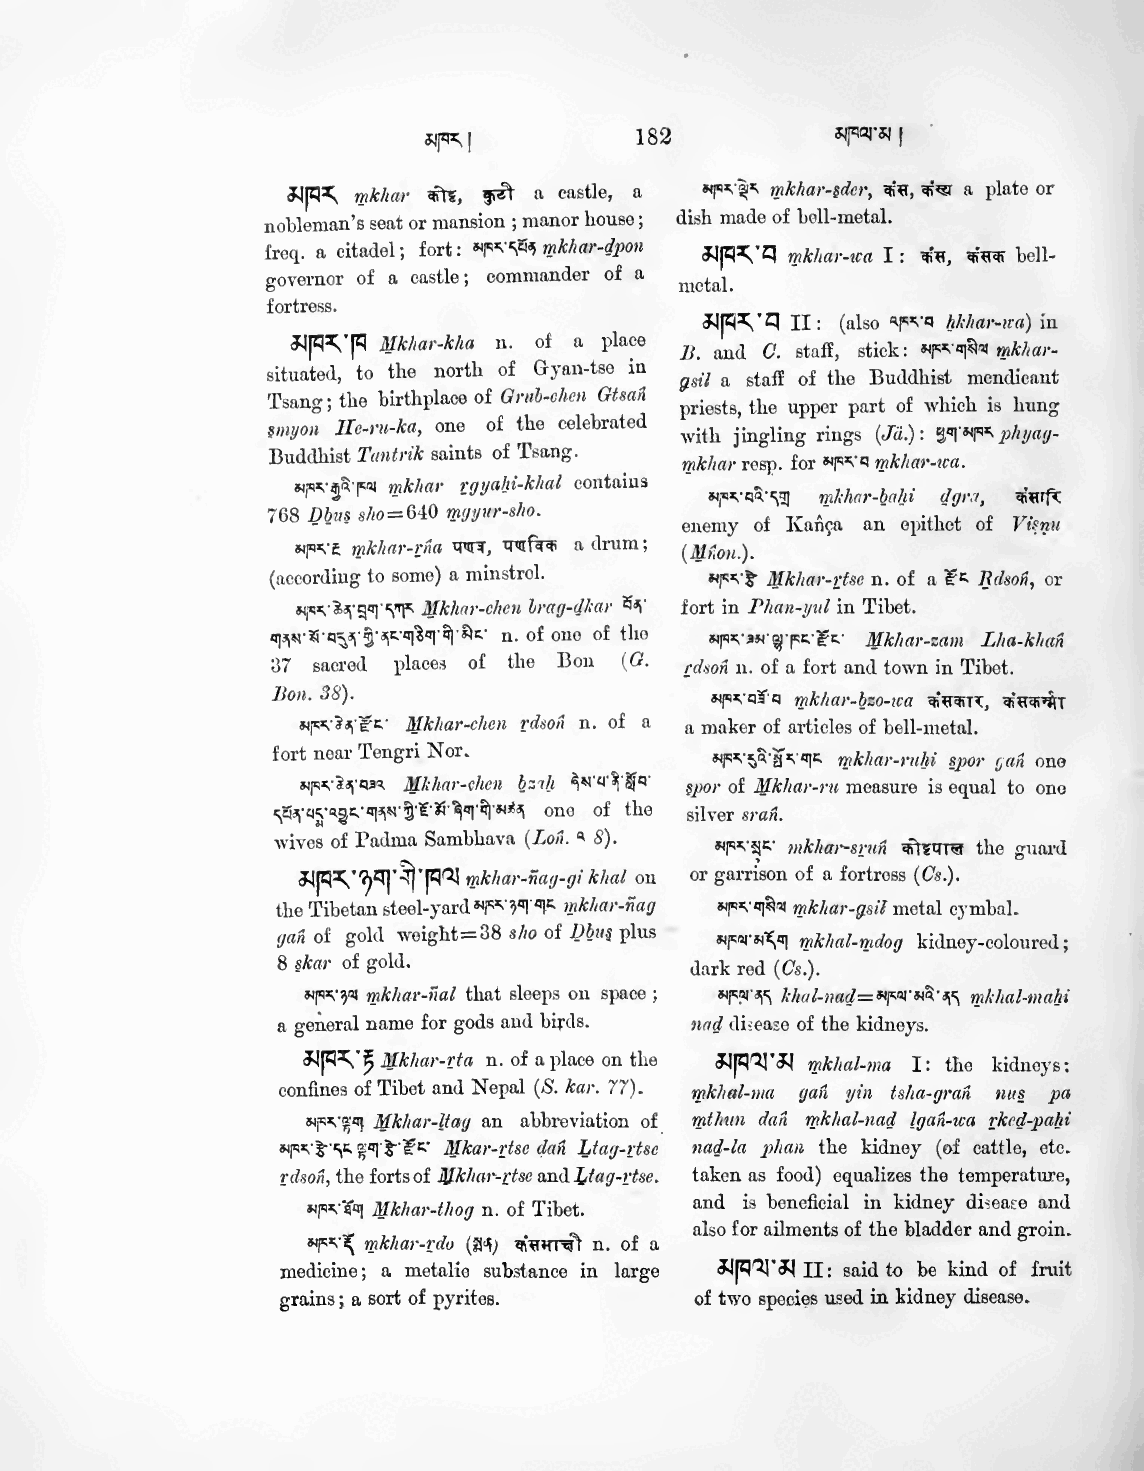 མཁར།
182
མཁལ་མ།
མཁར mkhar कोट्ट, कुटी a castle, a
nobleman's seat or mansion ; manor house ;
freq. a citadel ; fort : མཁར་དཔོན mkhar-dpon
governor of a castle ; commander of a
fortress.
མཁར་ཁ Mkhar-kha n. of a place
situated, to the north of Gyan-tse in
Tsang ; the birthplace of Grub-chen Gtsañ
smyon He-ru-ka, one of the celebrated
Buddhist Tantrik saints of Tsang.
མཁར་རྒྱའི་ཁལ mkhar rgyaḥi-khal contains
768 Dbus sho=640 mgyur-sho.
མཁར་རྔ mkhar-rṅa पणव, पणविक a drum ;
(according to some) a minstrel.
མཁར་ཆེན་བྲག་དཀར Mkhar-chen brag-dkar བོན་
གནས་སོ་བདུན་གྱི་ནང་གཅིག་གི་མིང་ n. of one of the
37 sacred places of the Bon (G.
Bon. 38).
མཁར་ཆེན་རྫོང་ Mkhar-chen rdsoñ n. of a
fort near Tengri Nor.
མཁར་ཆེན་བཟའ Mkhar-chen bzaḥ
one of the
wives of Padma Sambhava (Loñ. ༢ 8).
མཁར་ཉག་གི་ཁལ mkhar-ñag-gi khal on
the Tibetan steel-yard མཁར་ཉག་གང mkhar-ñag
gañ of gold weight=38 sho of Dbus plus
8 skar of gold.
མཁར་ཉལ mkhar-ñal that sleeps on space ;
a general name for gods and birds.
མཁར་རྟ Mkhar-rta n. of a place on the
confines of Tibet and Nepal (S. kar. 77).
མཁར་ལྟག Mkhar-ltag an abbreviation of
མཁར་རྩེ་དང་ལྟག་རྩེ་རྫོང་ Mkar-rtse dañ Ltag-rtse
rdsoñ, the forts of Mkhar-rtse and Ltag-rtse.
མཁར་ཐོག Mkhar-thog n. of Tibet.
མཁར་རྡོ mkhar-rdo (སྨན) कंसमाची n. of a
medicine ; a metalic substance in large
grains ; a sort of pyrites.
མཁར་སྡེར mkhar-sder, कंस, कंस्य a plate or
dish made of bell-metal.
མཁར་བ mkhar-wa I : कंस, कंसक bell-
metal.
མཁར་བ II : (also འཁར་བ ḥkhar-wa) in
B. and C. staff, stick : མཁར་གསིལ mkhar-
gsil a staff of the Buddhist mendicant
priests, the upper part of which is hung
with jingling rings (Jä.) : ཕྱག་མཁར phyag-
mkhar resp. for མཁར་བ mkhar-wa.
མཁར་བའི་དགྲ mkhar-baḥi dgra, कंसारि
enemy of Kañça an epithet of Viṣṇu
(Mñon.).
མཁར་རྩེ Mkhar-rtse n. of a རྫོང Rdsoñ, or
fort in Phan-yul in Tibet.
མཁར་ཟམ་ལྷ་ཁང་རྫོང་ Mkhar-zam Lha-khañ
rdsoñ n. of a fort and town in Tibet.
མཁར་བཟོ་བ mkhar-bzo-wa कंसकार, कंसकर्म्मार
a maker of articles of bell-metal.
མཁར་རུའི་སྤོར་གང mkhar-ruḥi spor gañ one
spor of Mkhar-ru measure is equal to one
silver srañ.
མཁར་སྲུང་ mkhar-sruñ कोट्टपाल the guard
or garrison of a fortress (Cs.).
མཁར་གསིལ mkhar-gsil metal cymbal.
མཁལ་མདོག mkhal-mdog kidney-coloured ;
dark red (Cs.).
མཁལ་ནད khal-nad=མཁལ་མའི་ནད mkhal-maḥi
nad disease of the kidneys.
མཁལ་མ mkhal-ma I : the kidneys :
mkhal-ma gañ yin tsha-grañ nus pa
mthun dañ mkhal-nad lgañ-wa rked-paḥi
nad-la phan the kidney (of cattle, etc.
taken as food) equalizes the temperature,
and is beneficial in kidney disease and
also for ailments of the bladder and groin.
མཁལ་མ II : said to be kind of fruit
of two species used in kidney disease.